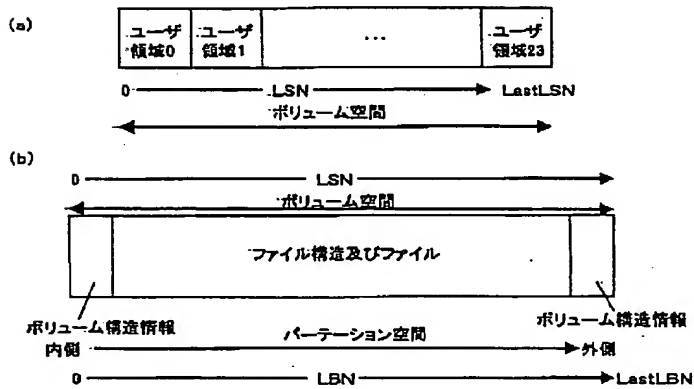 (a)
ユーザ 領域0
ユーザ 領域1
...
ユーザ 領域23
0 LSN LastLSN
ボリューム空間
(b)
0 LSN
ボリューム空間
ファイル構造及びファイル
ボリューム構造情報 ボリューム構造情報
内側 パーテーション空間 外側
0 LBN LastLBN